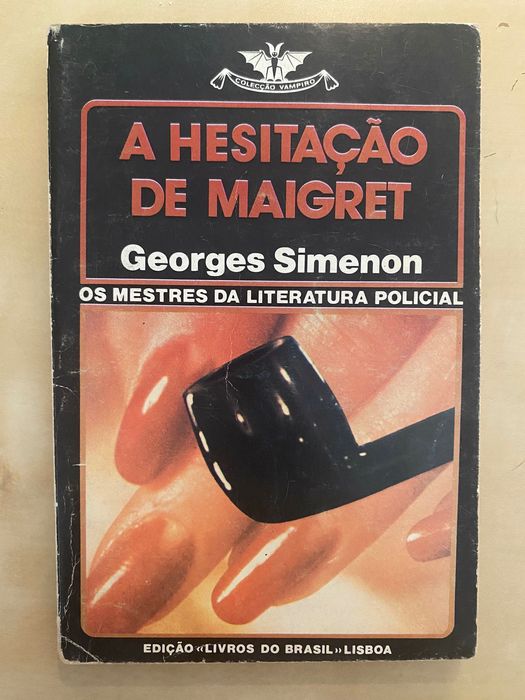 COLECÇÃO VAMPIRO
A HESITAÇÃO
DE MAIGRET
Georges Simenon
OS MESTRES DA LITERATURA POLICIAL
EDIÇÃO «LIVROS DO BRASIL» LISBOA